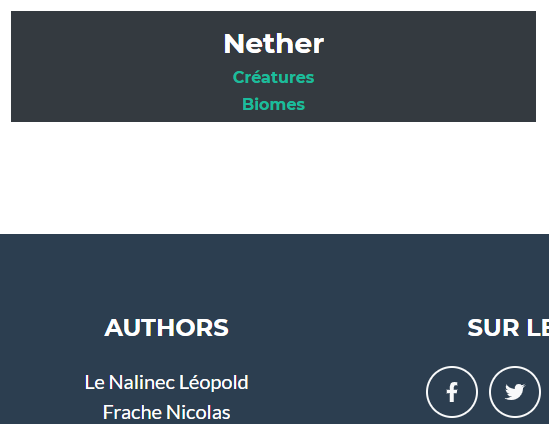 Nether
Créatures
Biomes
AUTHORS
Le Nalinec Léopold
Frache Nicolas
SUR LE